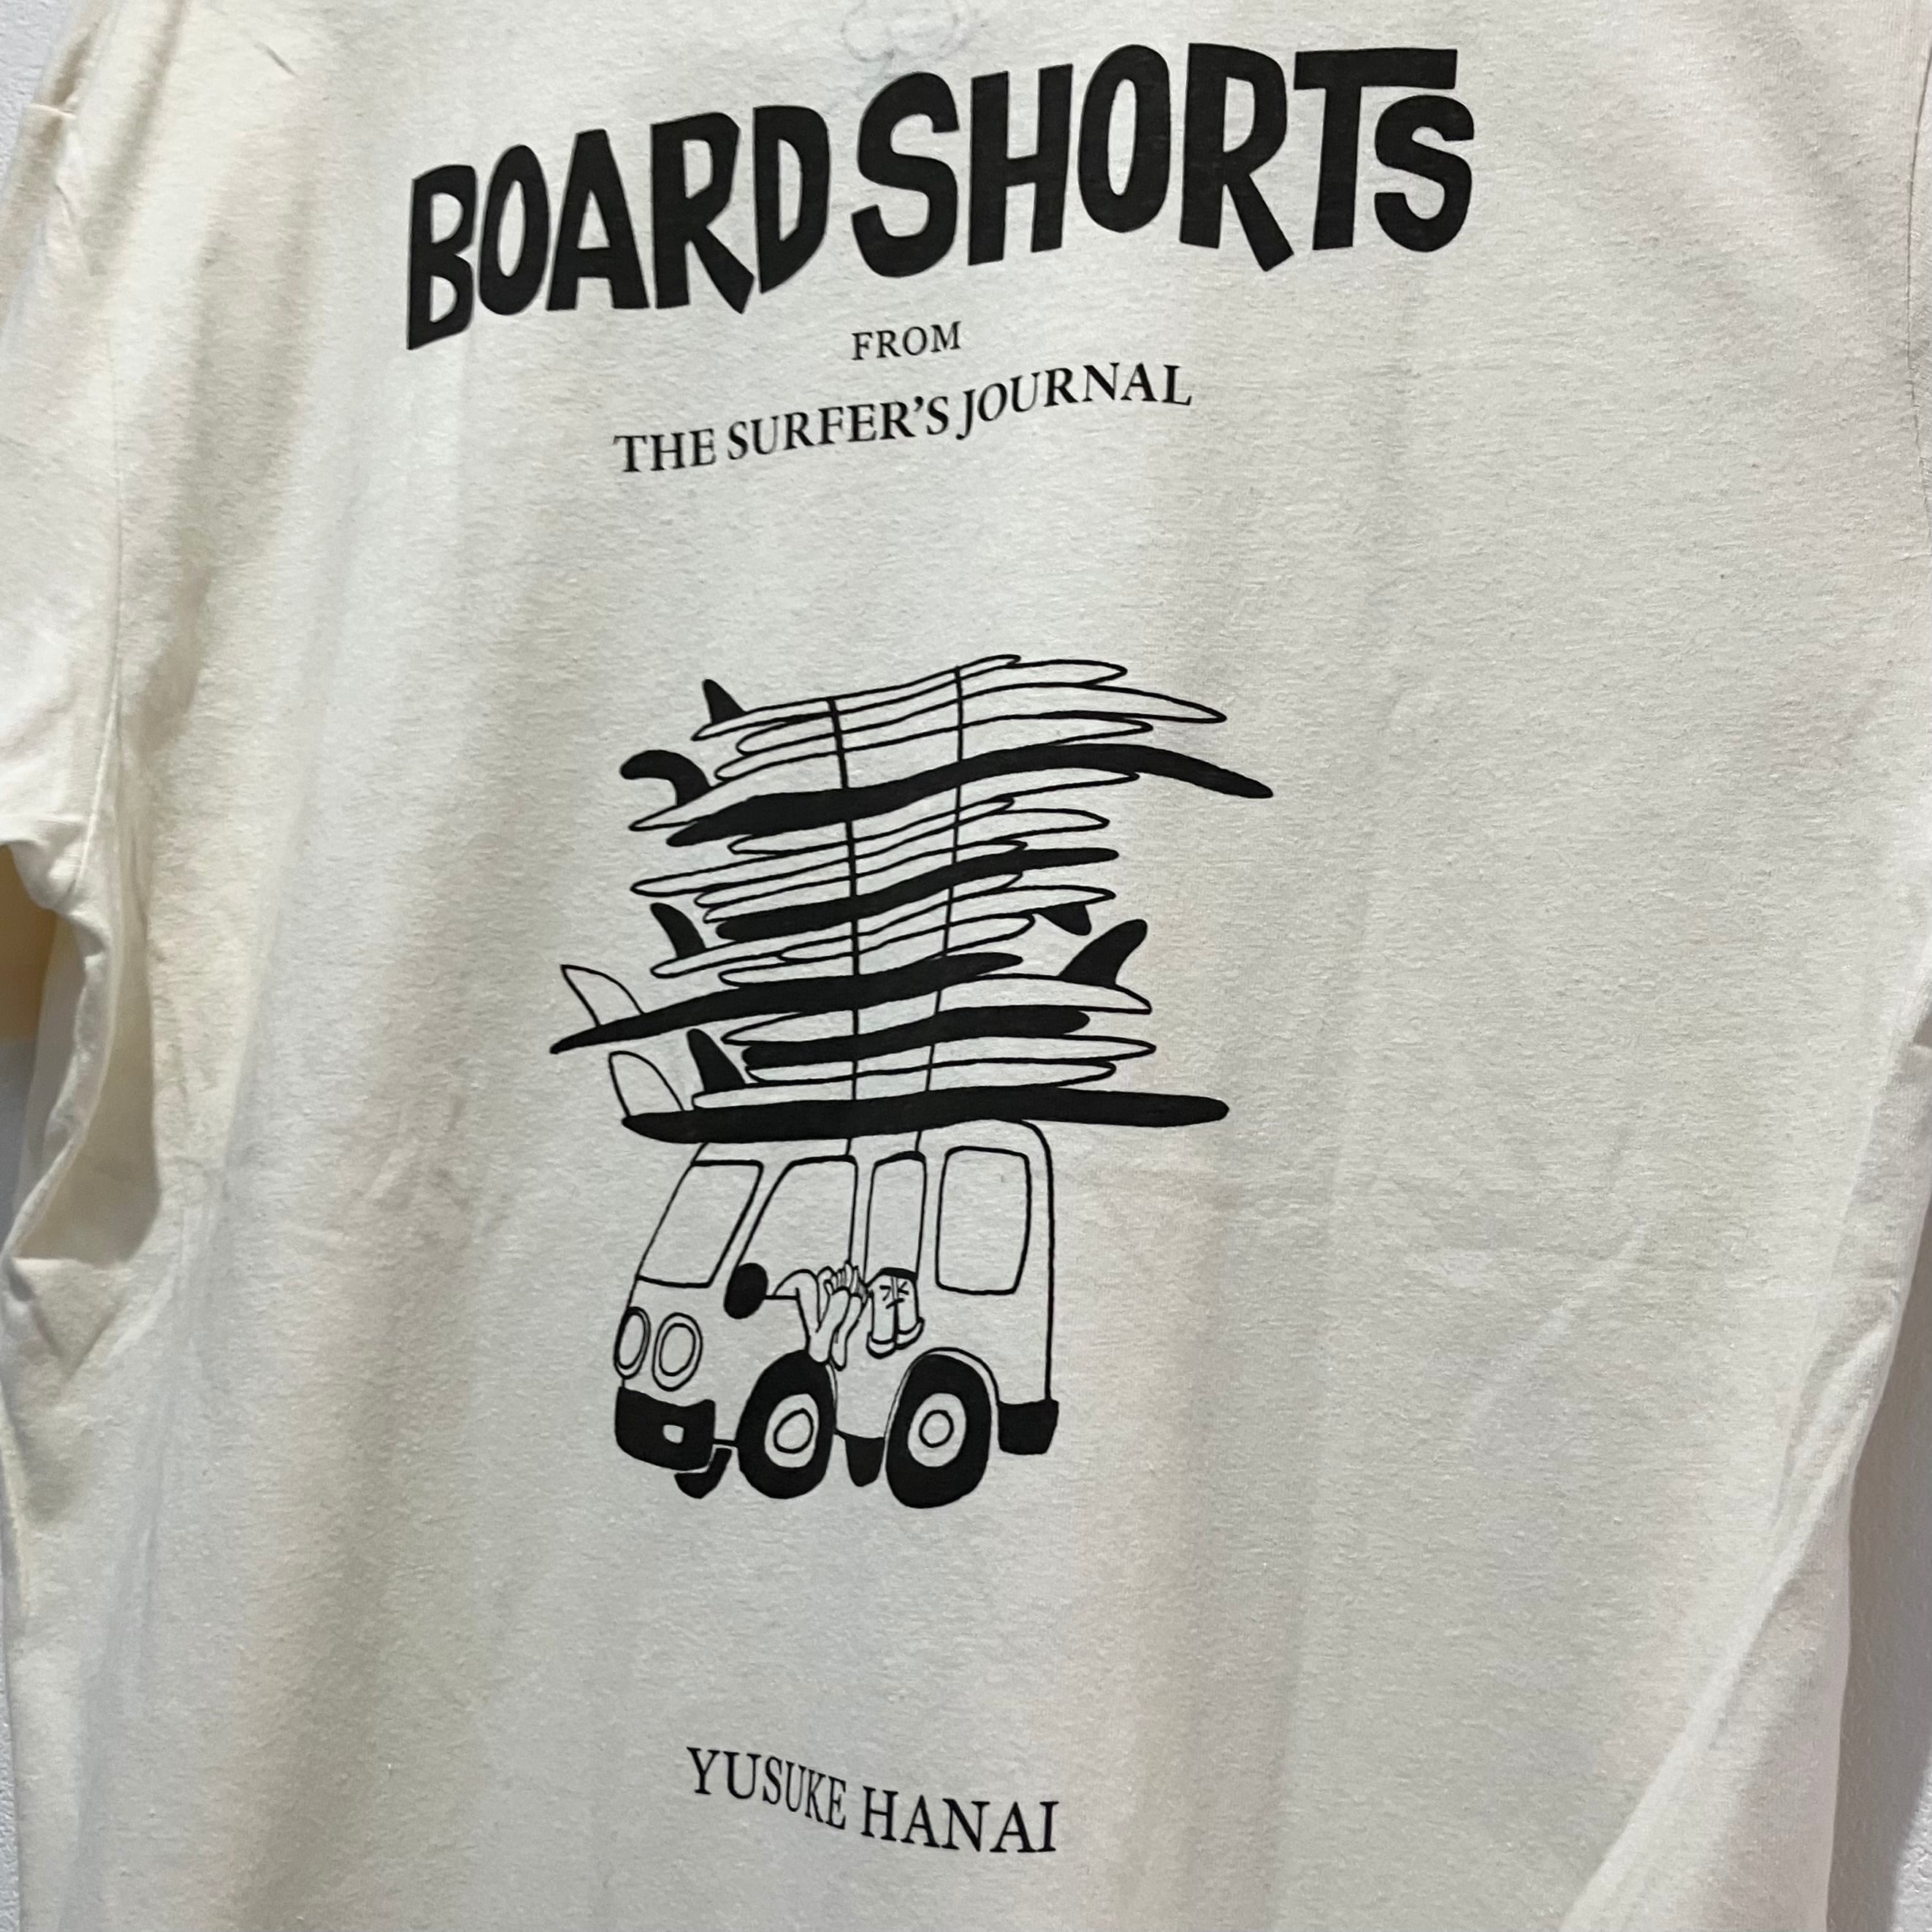 BOARD SHORTS
FROM
THE SURFER'S JOURNAL
YUSUKE HANAI